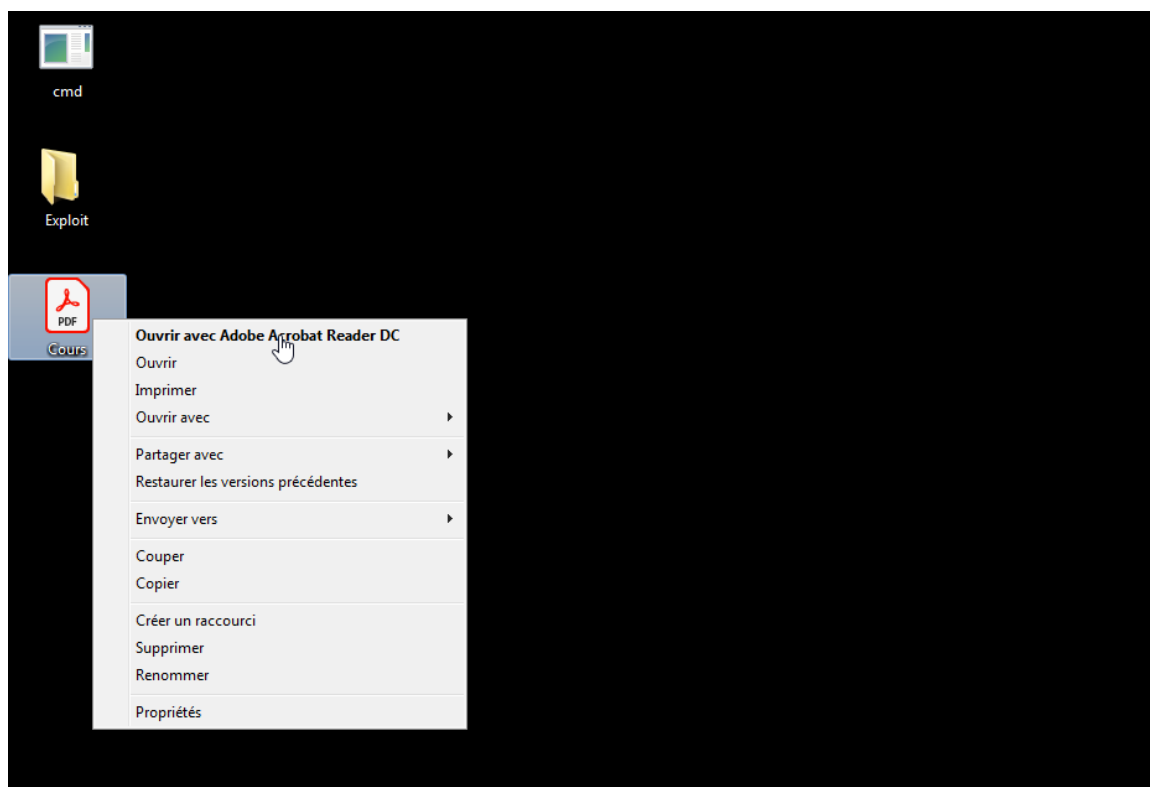 cmd
Exploit
PDF
Cours
Ouvrir avec Adobe Acrobat Reader DC
Ouvrir
Imprimer
Ouvrir avec
Partager avec
Restaurer les versions précédentes
Envoyer vers
Couper
Copier
Créer un raccourci
Supprimer
Renommer
Propriétés